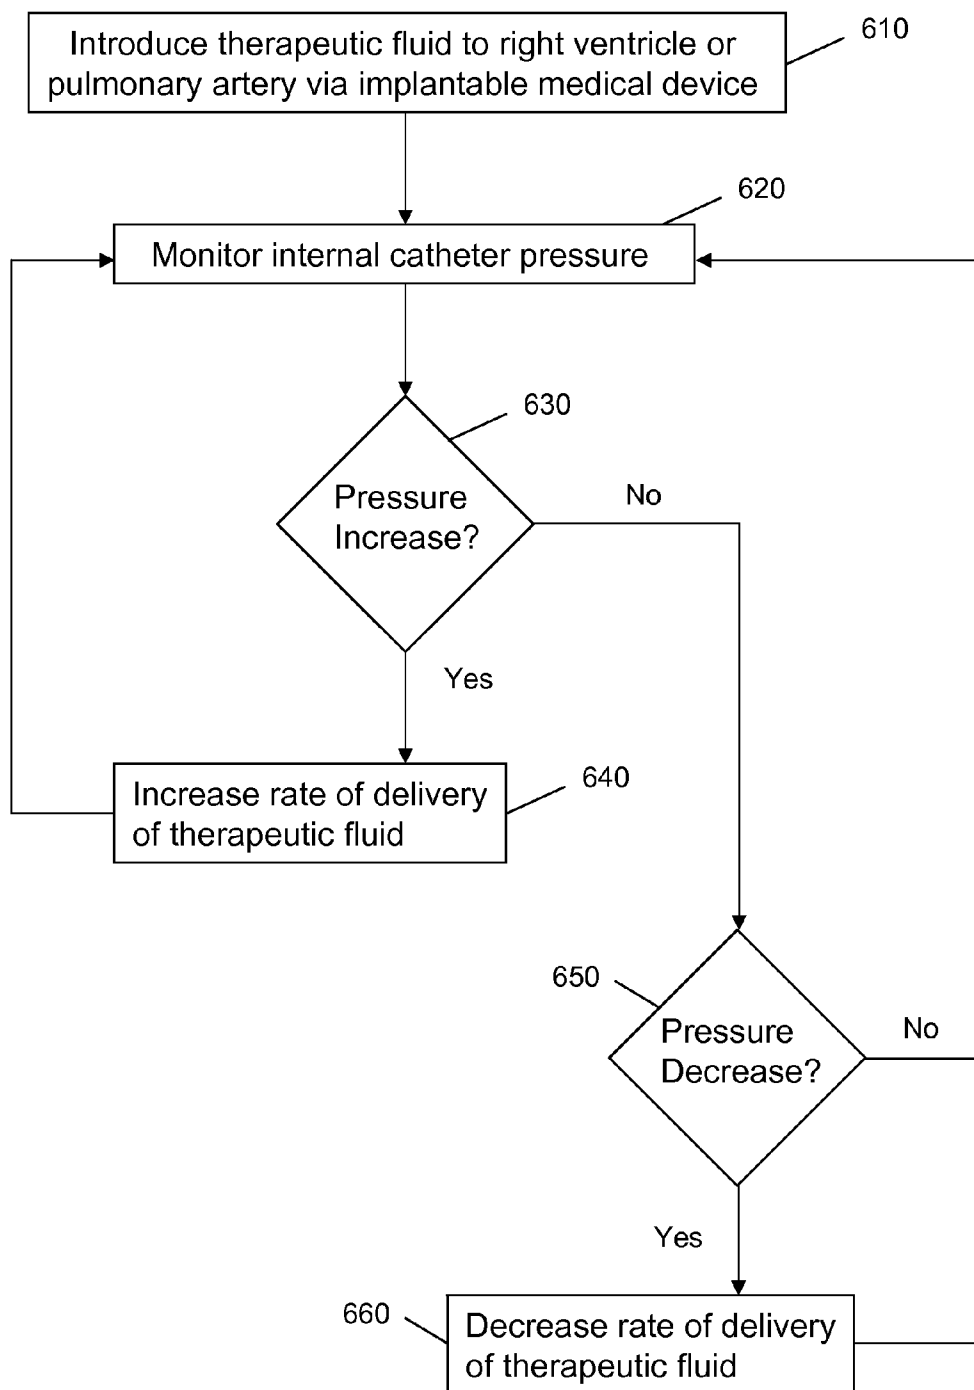 Introduce therapeutic fluid to right ventricle or
pulmonary artery via implantable medical device
610
620
Monitor internal catheter pressure
630
Pressure
Increase?
No
Yes
Increase rate of delivery
of therapeutic fluid
640
650
Pressure
Decrease?
No
Yes
660
Decrease rate of delivery
of therapeutic fluid